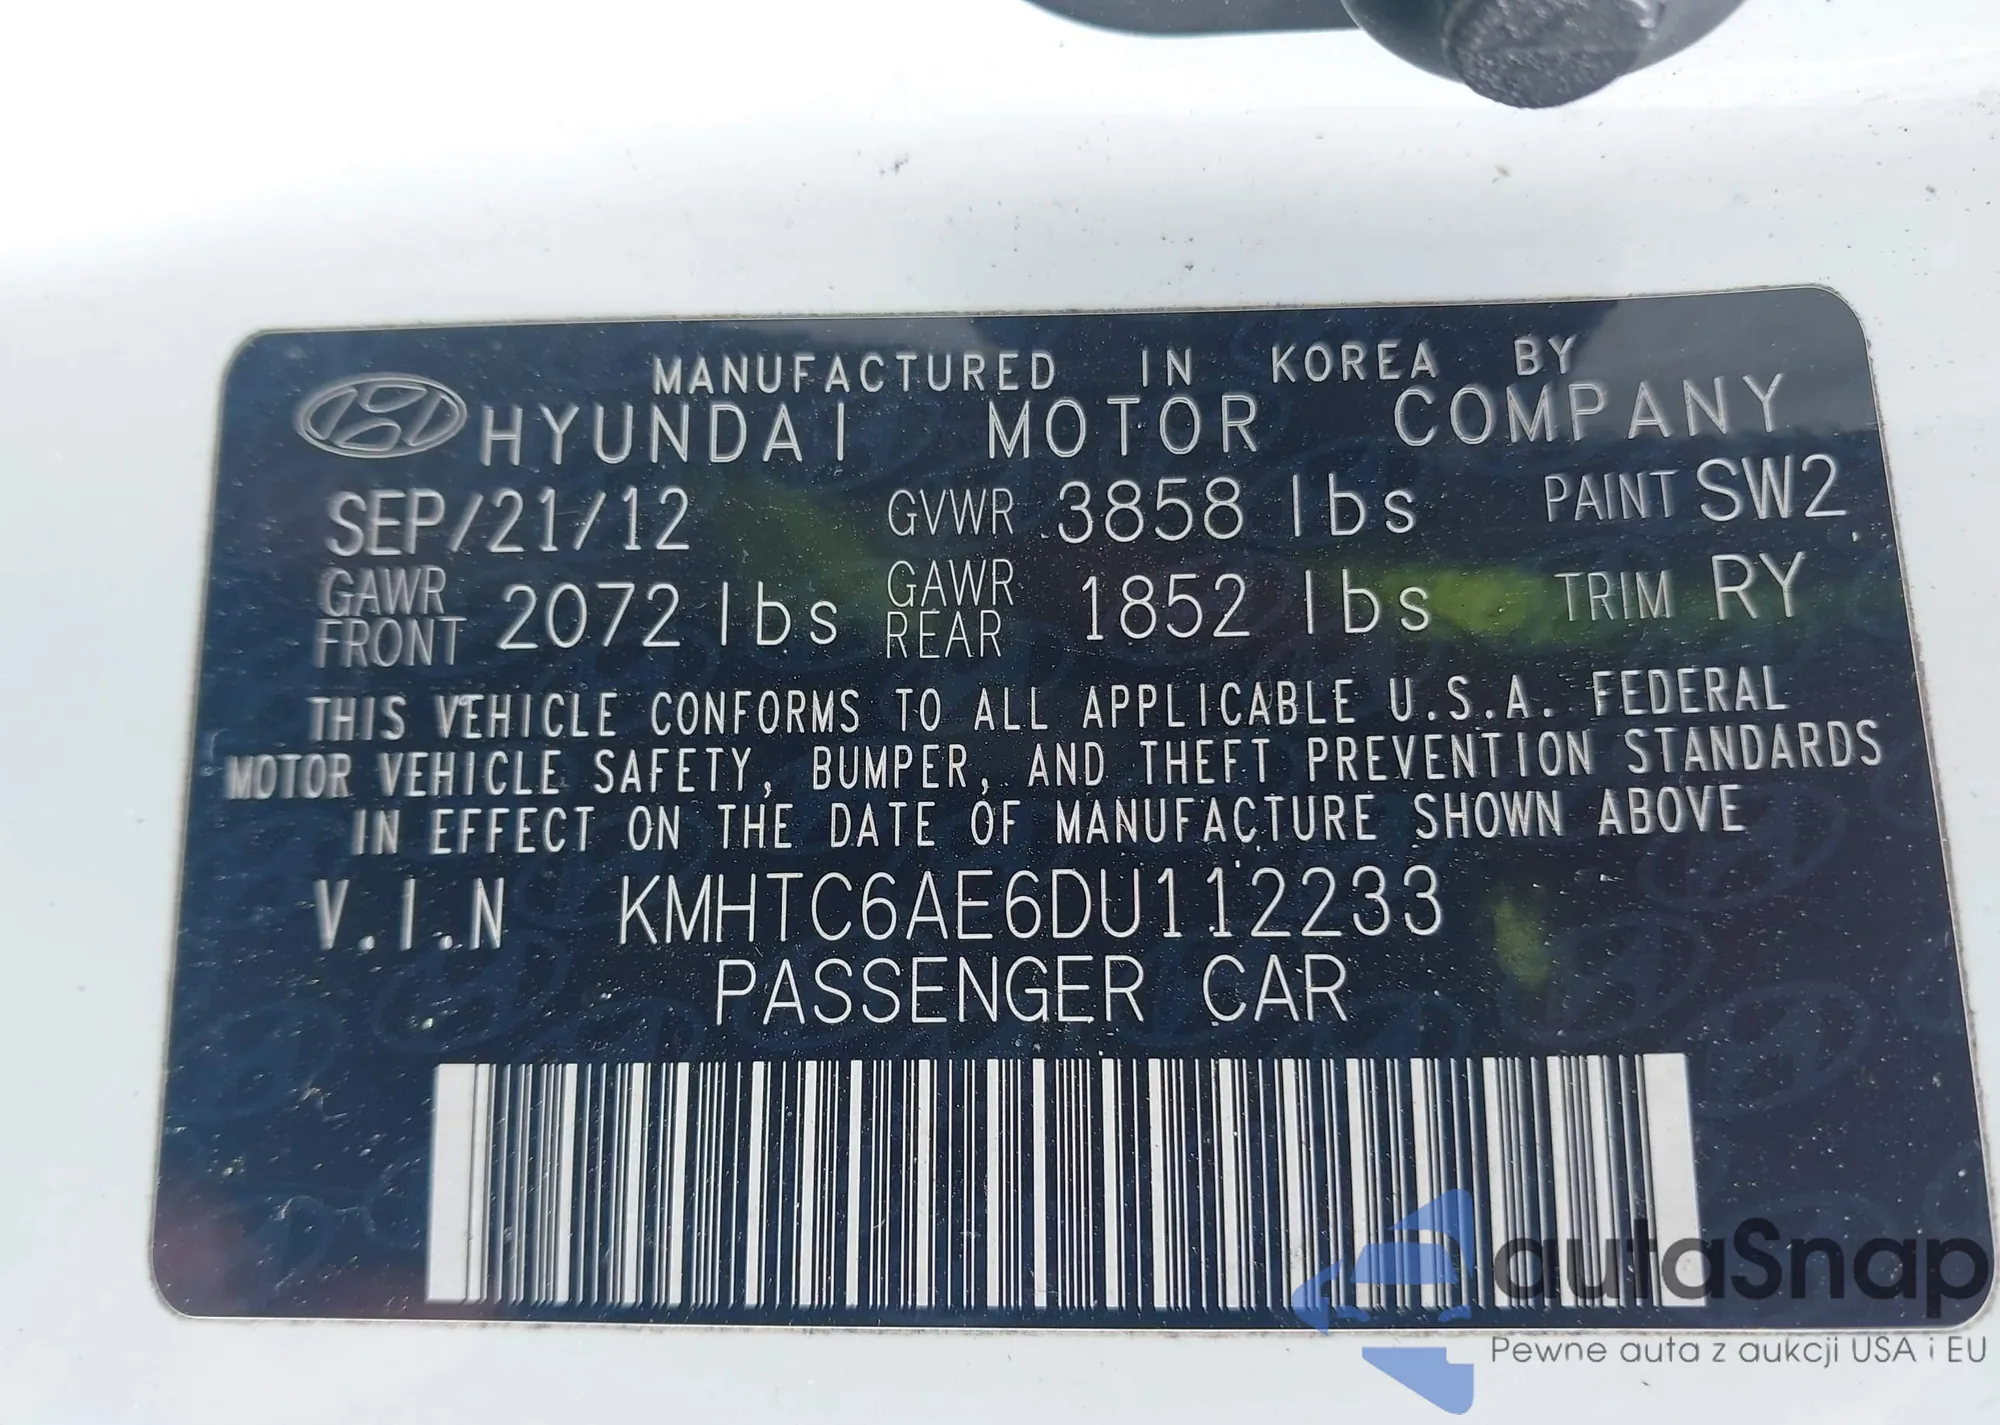 MANUFACTURED IN KOREA BY
HYUNDAI MOTOR COMPANY
SEP/21/12 GVWR 3858 lbs PAINT SW2
GAWR FRONT 2072 lbs GAWR REAR 1852 lbs TRIM RY
THIS VEHICLE CONFORMS TO ALL APPLICABLE U.S.A. FEDERAL
MOTOR VEHICLE SAFETY, BUMPER, AND THEFT PREVENTION STANDARDS
IN EFFECT ON THE DATE OF MANUFACTURE SHOWN ABOVE
V.I.N KMHTC6AE6DU112233
PASSENGER CAR
autaSnap
Pewne auta z aukcji USA i EU